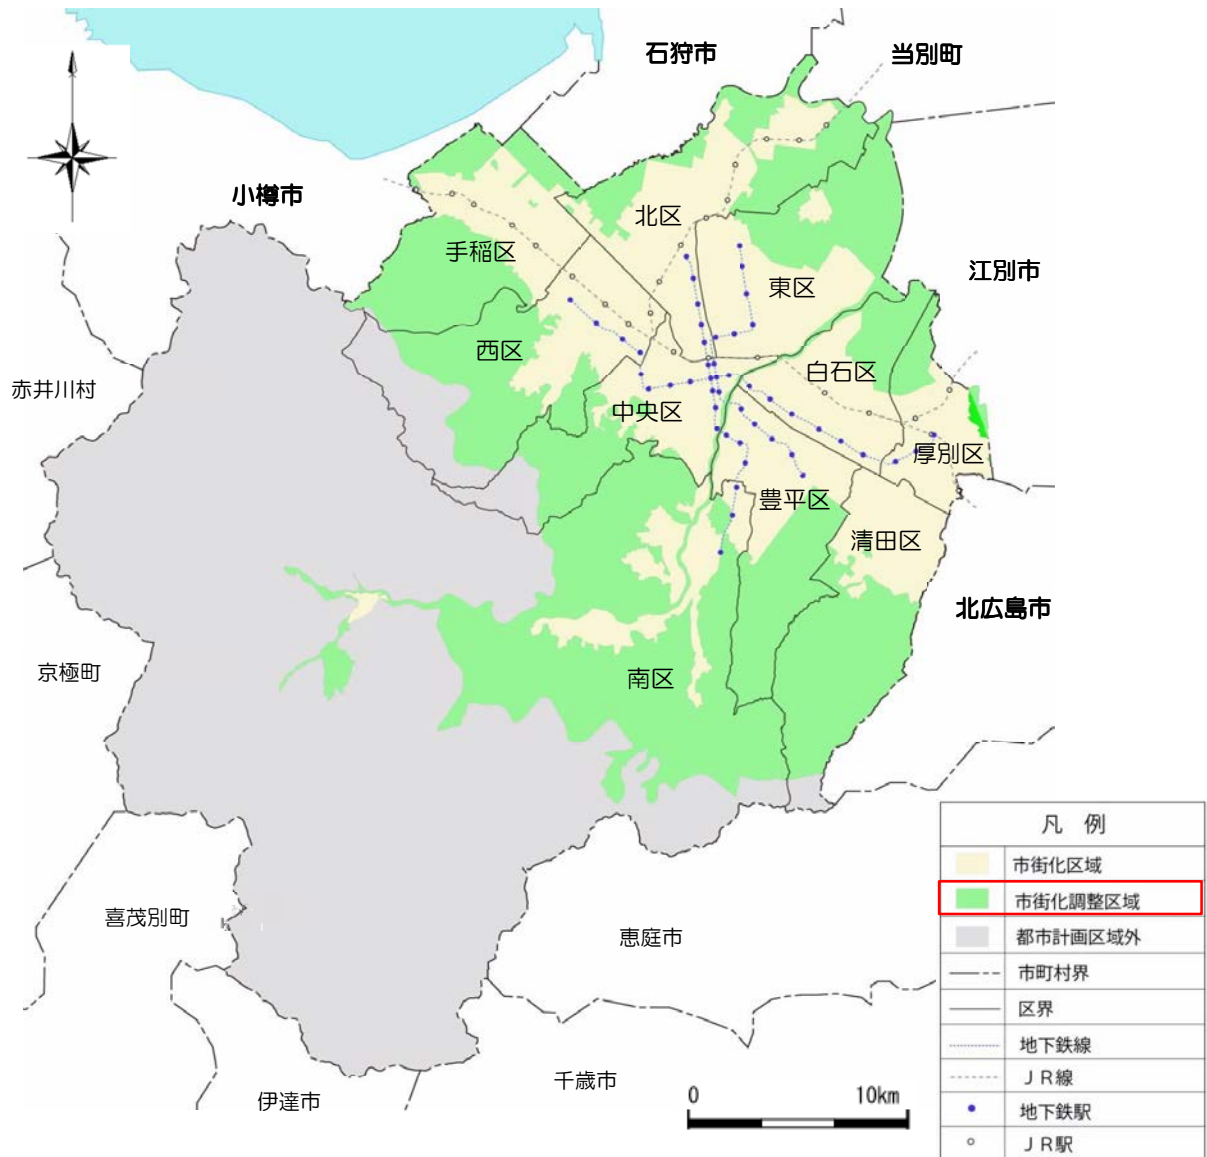 石狩市
当別町
小樽市
北区
手稲区
江別市
東区
西区
白石区
赤井川村
中央区
厚別区
豊平区
清田区
北広島市
京極町
南区
凡 例
市街化区域
市街化調整区域
喜茂別町
恵庭市
都市計画区域外
市町村界
区界
地下鉄線
千歳市
JR線
伊達市
0 10km
地下鉄駅
JR駅